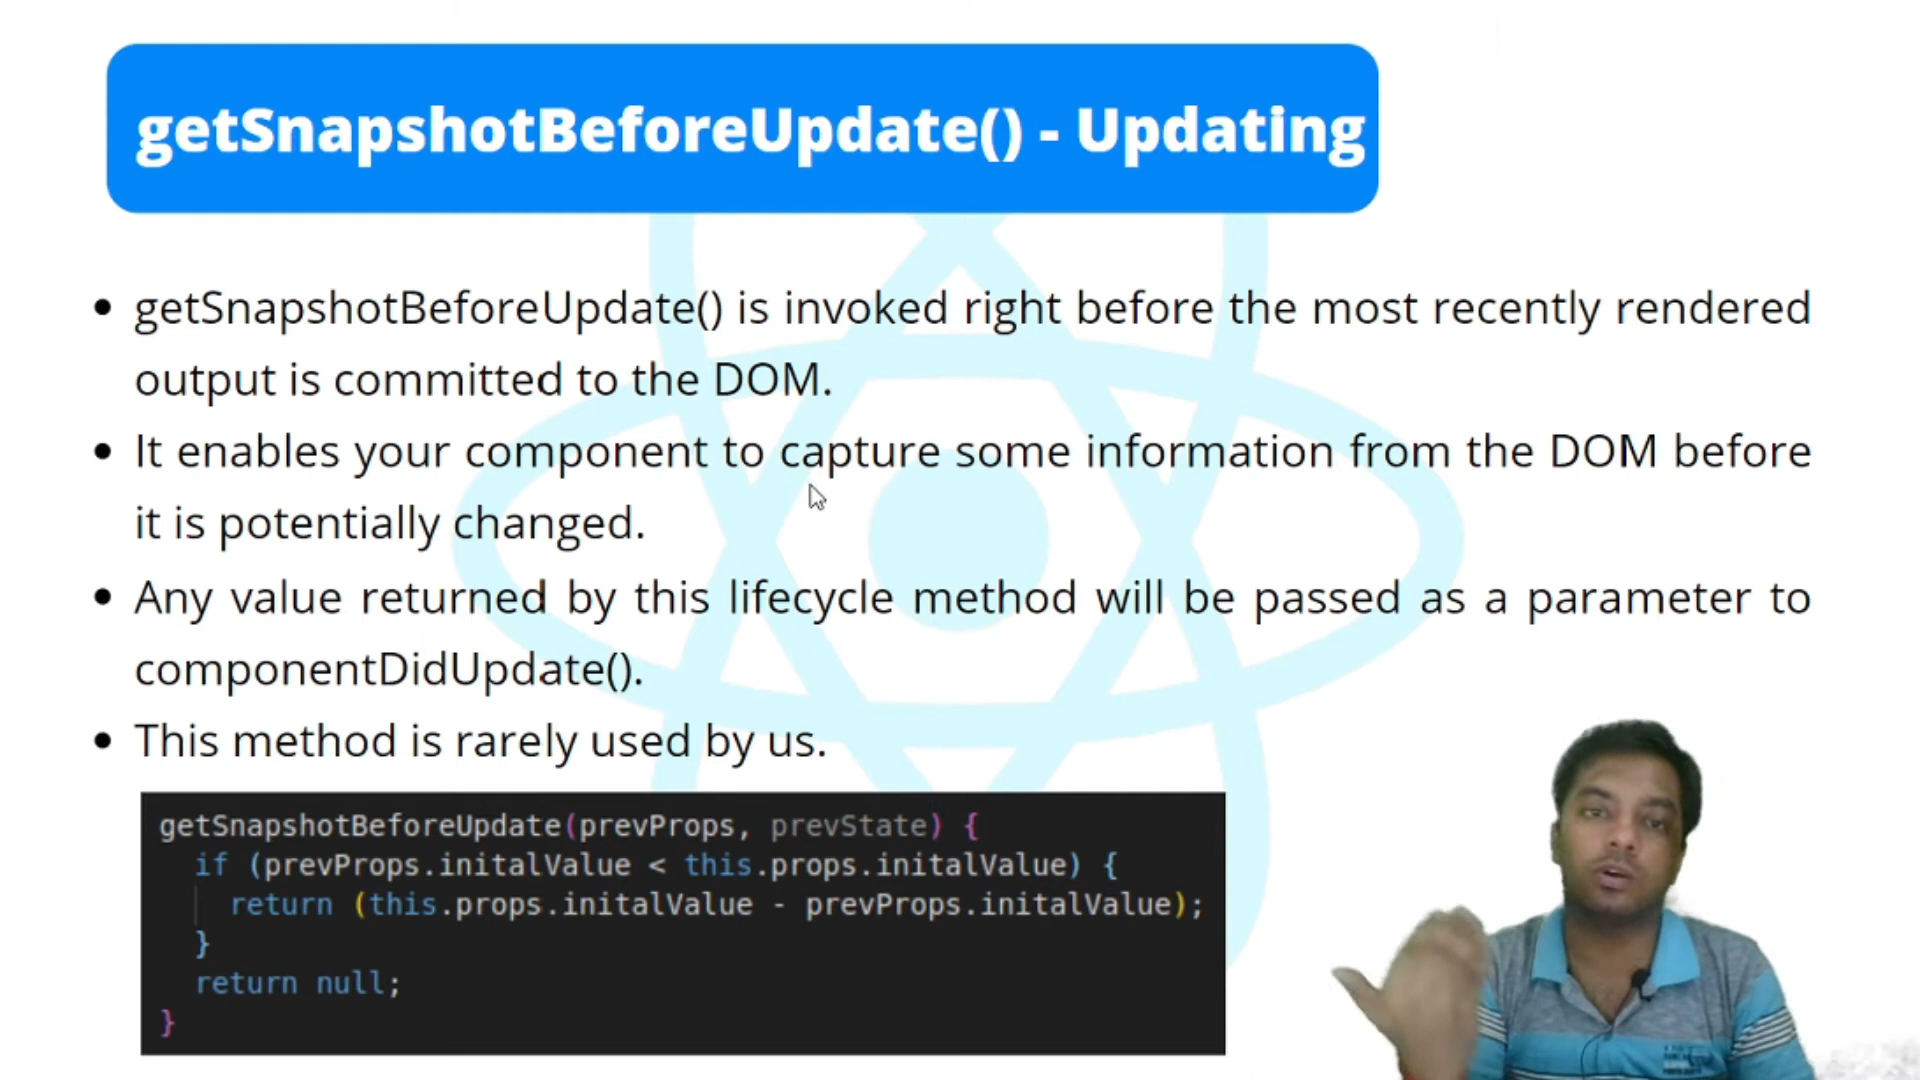 getSnapshotBeforeUpdate() - Updating
• getSnapshotBeforeUpdate() is invoked right before the most recently rendered
output is committed to the DOM.
• It enables your component to capture some information from the DOM before
it is potentially changed.
• Any value returned by this lifecycle method will be passed as a parameter to
componentDidUpdate().
• This method is rarely used by us.
getSnapshotBeforeUpdate(prevProps, prevState) {
if (prevProps.initalValue < this.props.initalValue) {
return (this.props.initalValue - prevProps.initalValue);
}
return null;
}